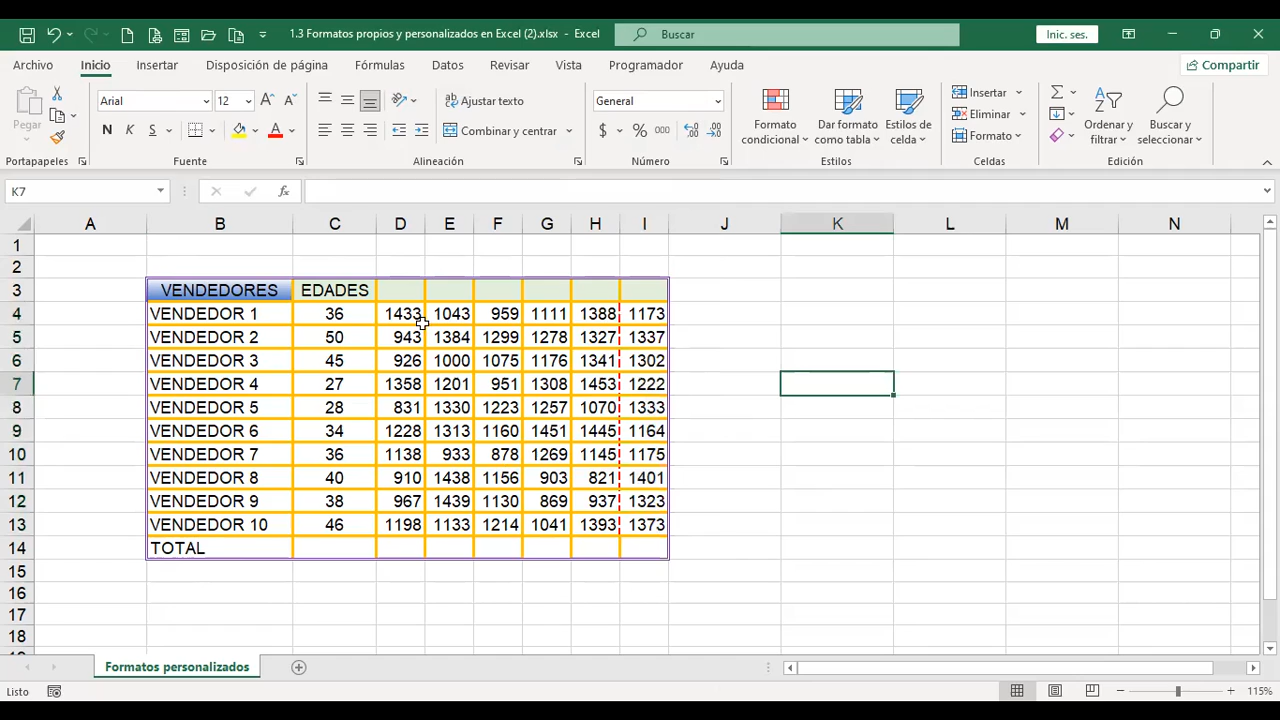 1.3 Formatos propios y personalizados en Excel (2).xlsx - Excel
Buscar
Inic. ses.
Archivo Inicio Insertar Disposición de página Fórmulas Datos Revisar Vista Programador Ayuda Compartir
Pegar
Arial 12
N K S
Ajustar texto
Combinar y centrar
General
$ % 000
Formato condicional
Dar formato como tabla
Estilos de celda
Insertar
Eliminar
Formato
Ordenar y filtrar
Buscar y seleccionar
Portapapeles Fuente Alineación Número Estilos Celdas Edición
K7 fx
A B C D E F G H I J K L M N
1
2
3 VENDEDORES EDADES
4 VENDEDOR 1 36 1433 1043 959 1111 1388 1173
5 VENDEDOR 2 50 943 1384 1299 1278 1327 1337
6 VENDEDOR 3 45 926 1000 1075 1176 1341 1302
7 VENDEDOR 4 27 1358 1201 951 1308 1453 1222
8 VENDEDOR 5 28 831 1330 1223 1257 1070 1333
9 VENDEDOR 6 34 1228 1313 1160 1451 1445 1164
10 VENDEDOR 7 36 1138 933 878 1269 1145 1175
11 VENDEDOR 8 40 910 1438 1156 903 821 1401
12 VENDEDOR 9 38 967 1439 1130 869 937 1323
13 VENDEDOR 10 46 1198 1133 1214 1041 1393 1373
14 TOTAL
15
16
17
18
Formatos personalizados
Listo 115%